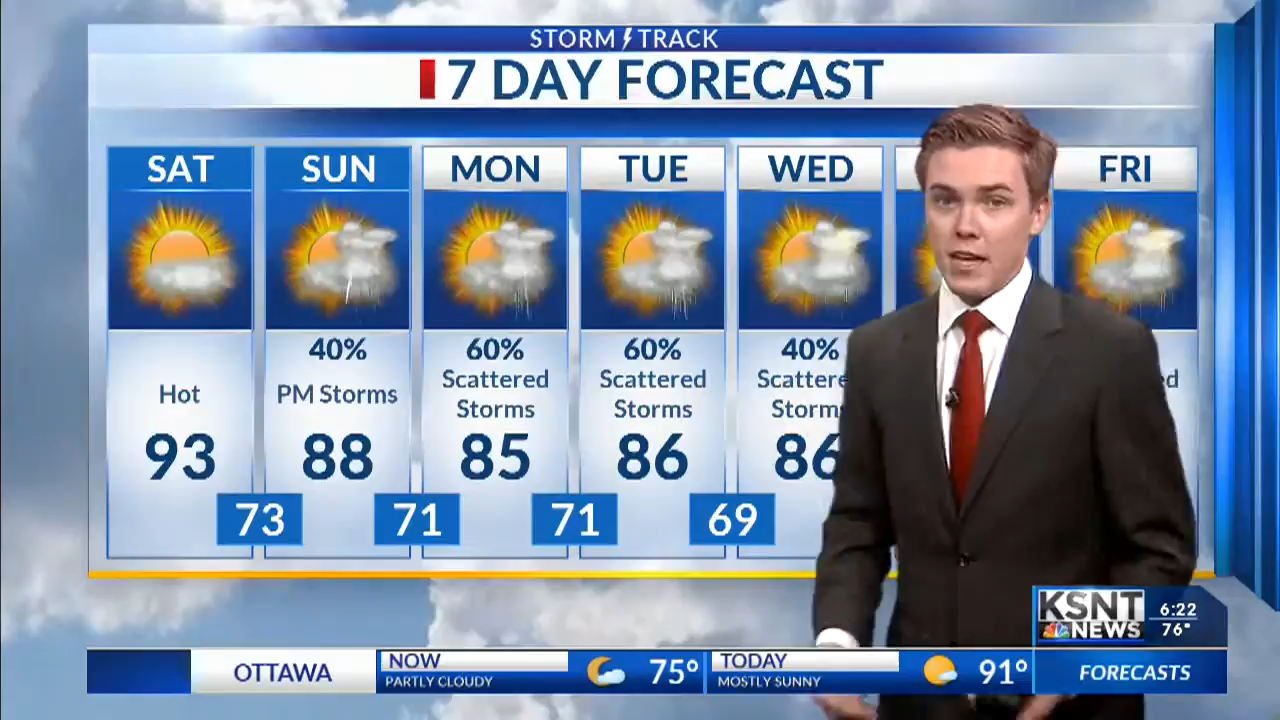 STORM TRACK
7 DAY FORECAST
SAT SUN MON TUE WED FRI
40% 60% 60% 40%
Hot PM Storms Scattered Storms Scattered Storms
93 88 85 86 86
73 71 71 69
KSNT
NEWS
6:22
76°
OTTAWA
NOW
PARTLY CLOUDY
75°
TODAY
MOSTLY SUNNY
91°
FORECASTS